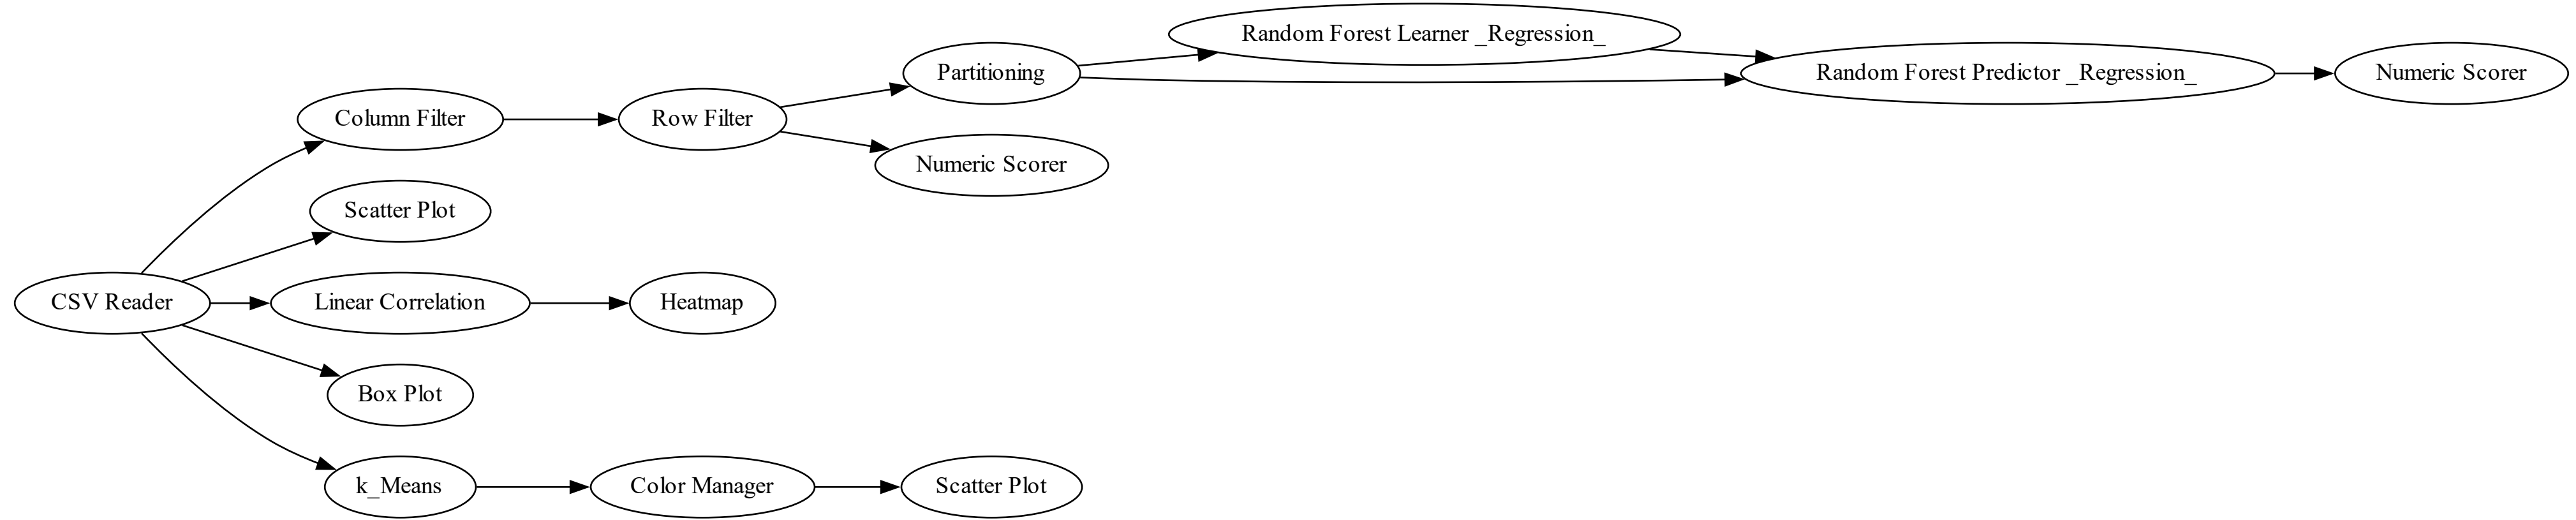 Random Forest Learner _Regression_
Partitioning
Random Forest Predictor _Regression_
Numeric Scorer
Column Filter
Row Filter
Numeric Scorer
Scatter Plot
CSV Reader
Linear Correlation
Heatmap
Box Plot
k_Means
Color Manager
Scatter Plot